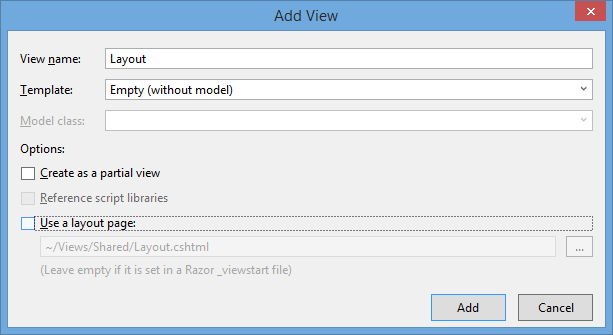 Add View
View name: Layout
Template: Empty (without model)
Model class:
Options:
Create as a partial view
Reference script libraries
Use a layout page:
~/Views/Shared/Layout.cshtml ...
(Leave empty if it is set in a Razor _viewstart file)
Add Cancel